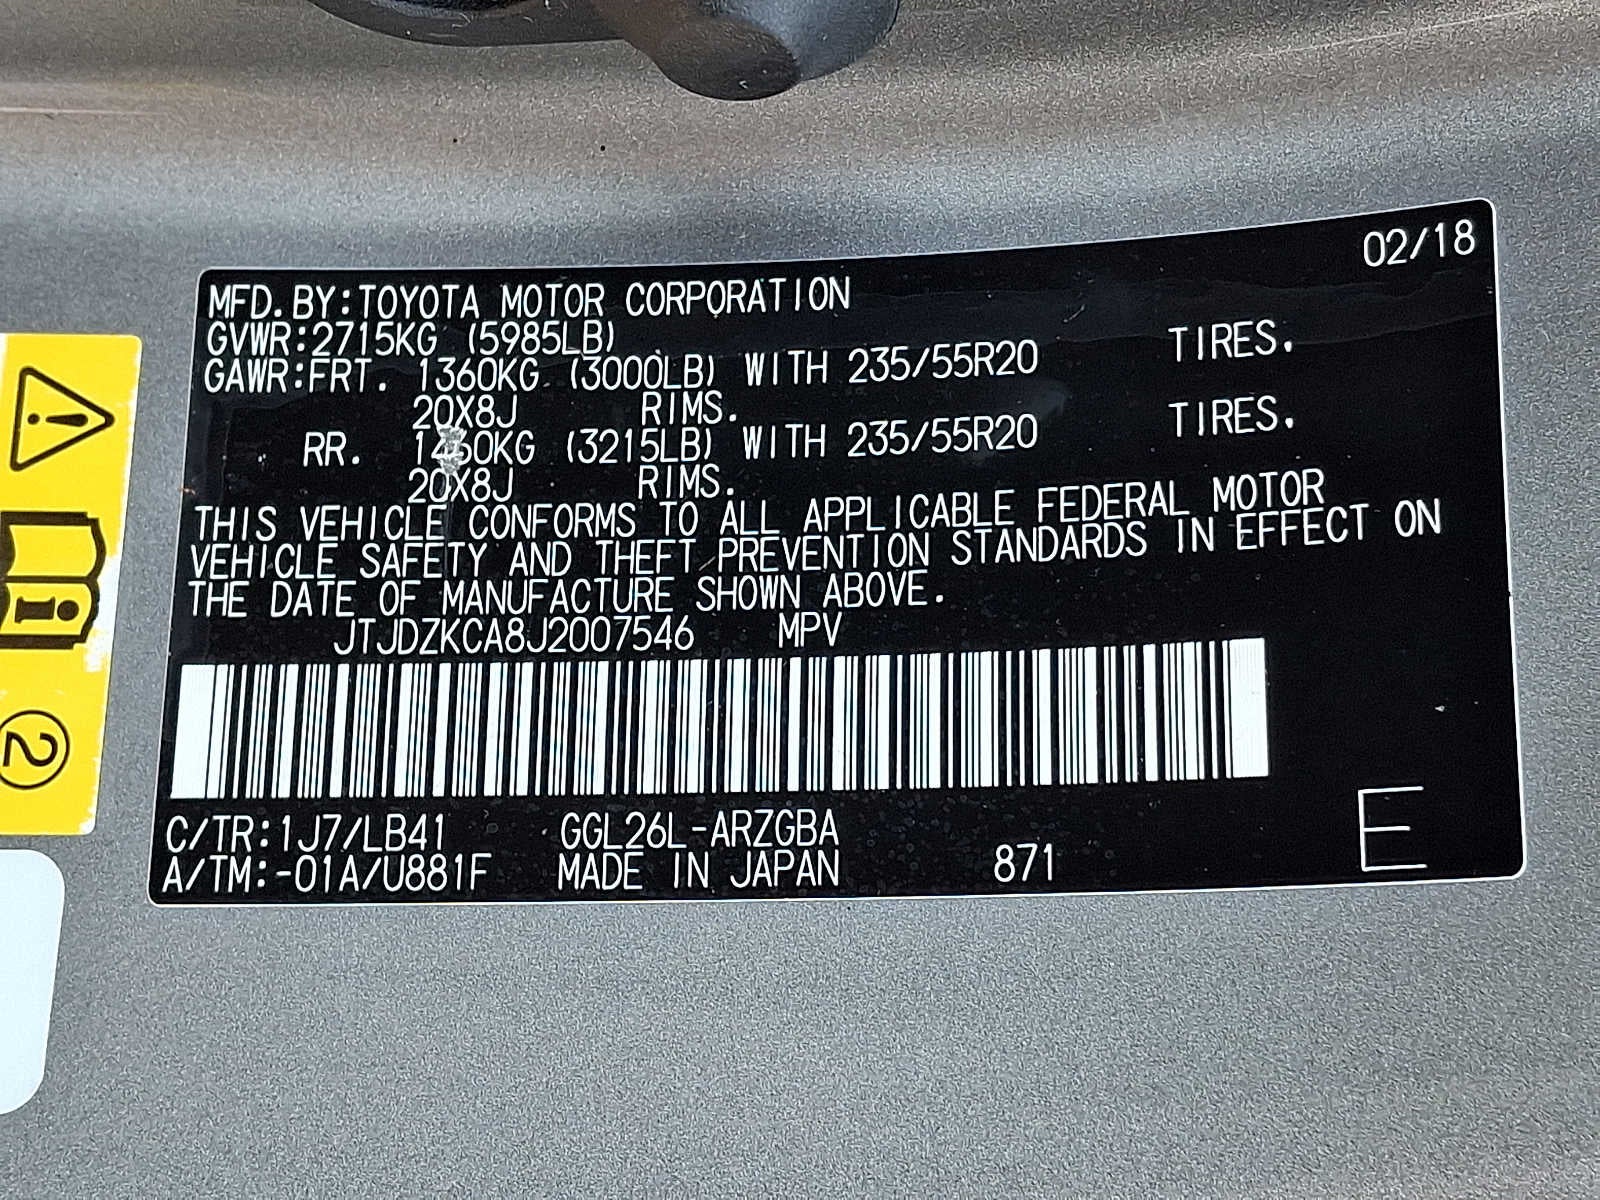 02/18
MFD.BY:TOYOTA MOTOR CORPORATION
GVWR:2715KG (5985LB)
GAWR:FRT. 1360KG (3000LB) WITH 235/55R20 TIRES.
20X8J RIMS.
RR. 1460KG (3215LB) WITH 235/55R20 TIRES.
20X8J RIMS.
THIS VEHICLE CONFORMS TO ALL APPLICABLE FEDERAL MOTOR
VEHICLE SAFETY AND THEFT PREVENTION STANDARDS IN EFFECT ON
THE DATE OF MANUFACTURE SHOWN ABOVE.
JTJDZKCA8J2007546 MPV
C/TR:1J7/LB41 GGL26L-ARZGBA
A/TM:-01A/U881F MADE IN JAPAN 871
E
2